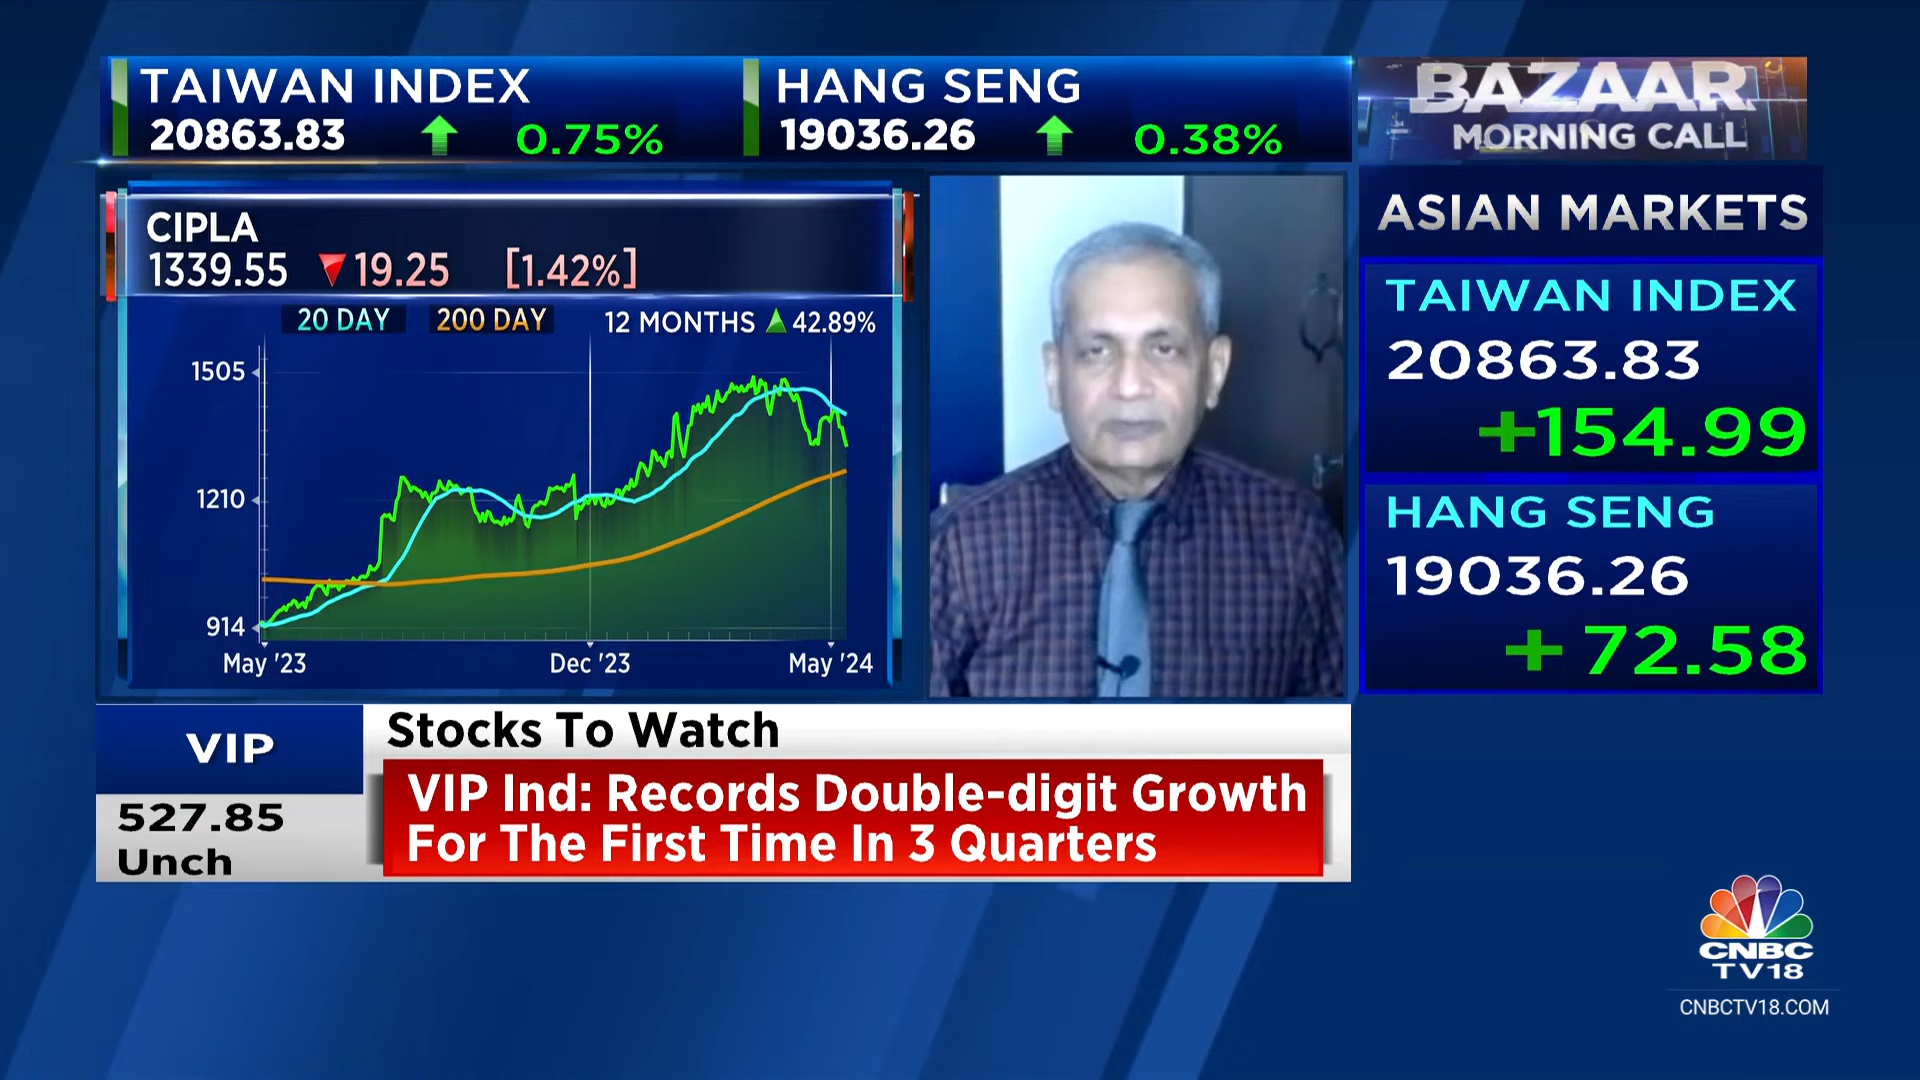 TAIWAN INDEX
20863.83 0.75%
HANG SENG
19036.26 0.38%
BAZAAR
MORNING CALL
CIPLA
1339.55 19.25 [1.42%]
20 DAY 200 DAY 12 MONTHS 42.89%
1505
1210
914
May '23 Dec '23 May '24
ASIAN MARKETS
TAIWAN INDEX
20863.83
+154.99
HANG SENG
19036.26
+ 72.58
VIP
527.85
Unch
Stocks To Watch
VIP Ind: Records Double-digit Growth
For The First Time In 3 Quarters
CNBC
TV18
CNBCTV18.COM